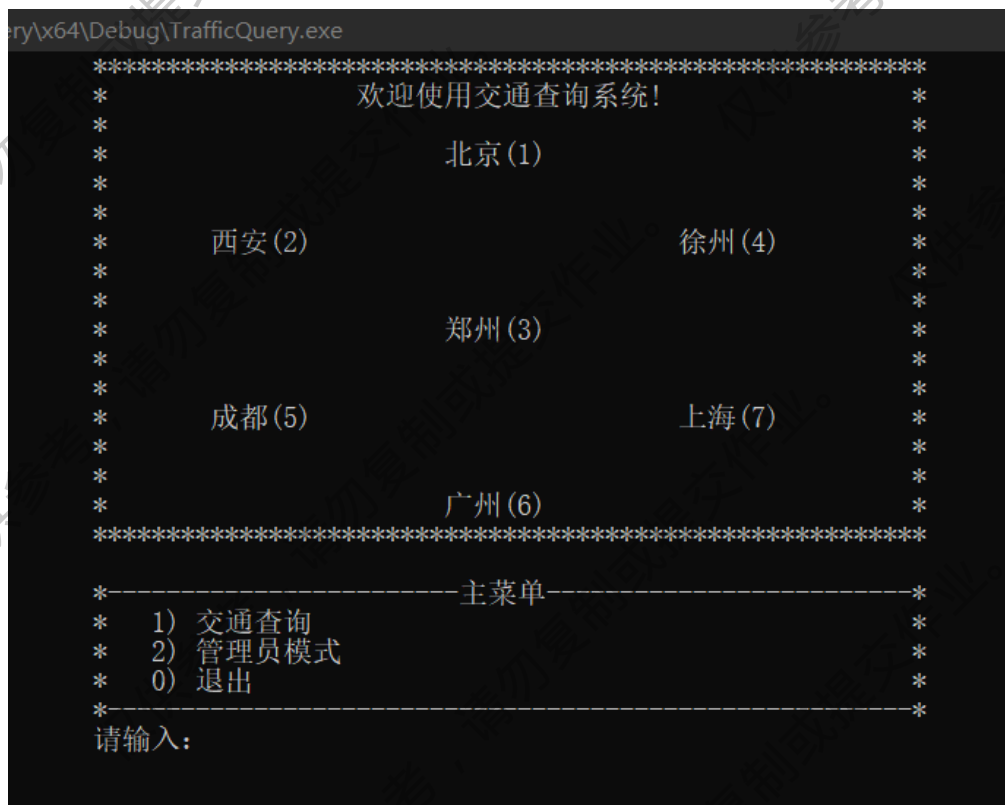 ry\x64\Debug\TrafficQuery.exe
*********************************************************
* 欢迎使用交通查询系统! *
* *
* 北京(1) *
* *
* *
* 西安(2) 徐州(4) *
* *
* *
* 郑州(3) *
* *
* *
* 成都(5) 上海(7) *
* *
* *
* 广州(6) *
*********************************************************
*------------------------主菜单-------------------------*
* 1) 交通查询 *
* 2) 管理员模式 *
* 0) 退出 *
*-------------------------------------------------------*
请输入: